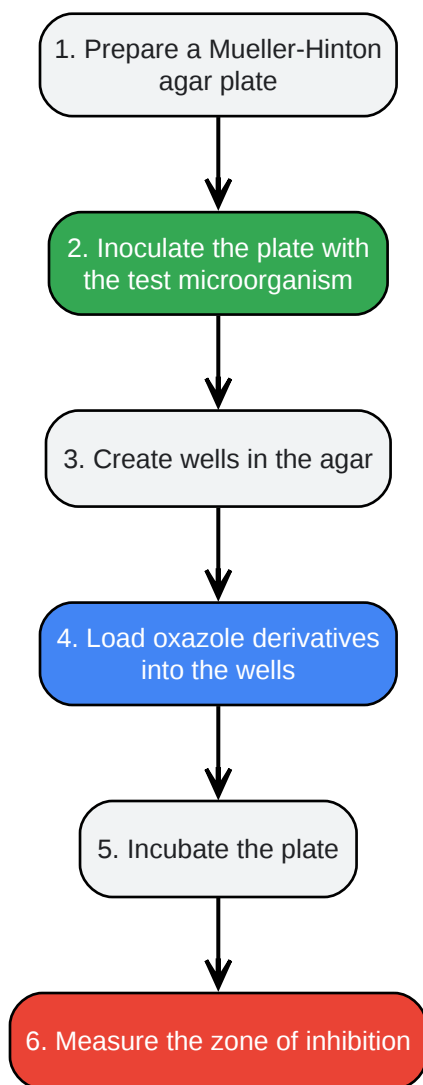 1. Prepare a Mueller-Hinton
agar plate
2. Inoculate the plate with
the test microorganism
3. Create wells in the agar
4. Load oxazole derivatives
into the wells
5. Incubate the plate
6. Measure the zone of inhibition